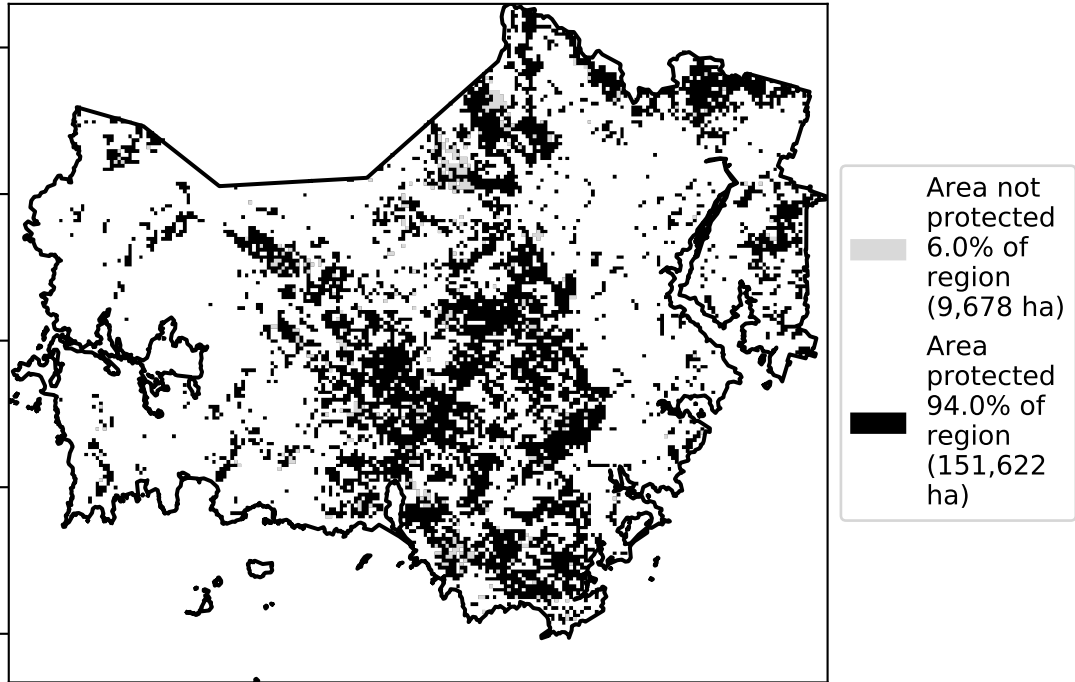 Area not
protected
6.0% of
region
(9,678 ha)
Area
protected
94.0% of
region
(151,622
ha)